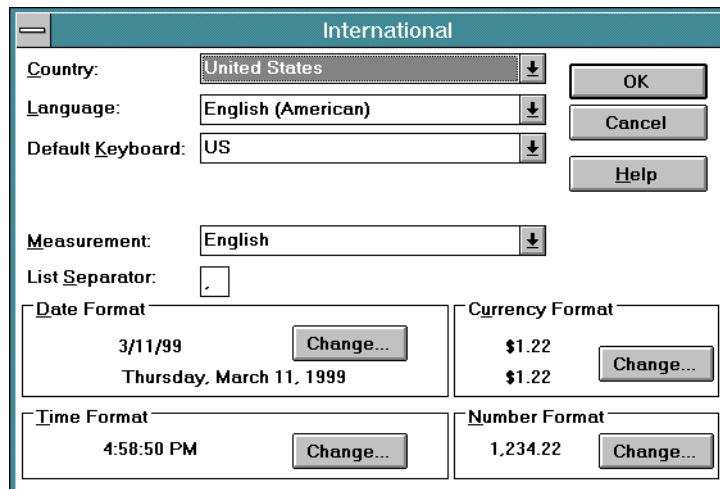 International
Country: United States
OK
Language: English (American)
Cancel
Default Keyboard: US
Help
Measurement: English
List Separator: ,
Date Format
3/11/99
Change...
Thursday, March 11, 1999
Currency Format
$1.22
$1.22
Change...
Time Format
4:58:50 PM
Change...
Number Format
1,234.22
Change...